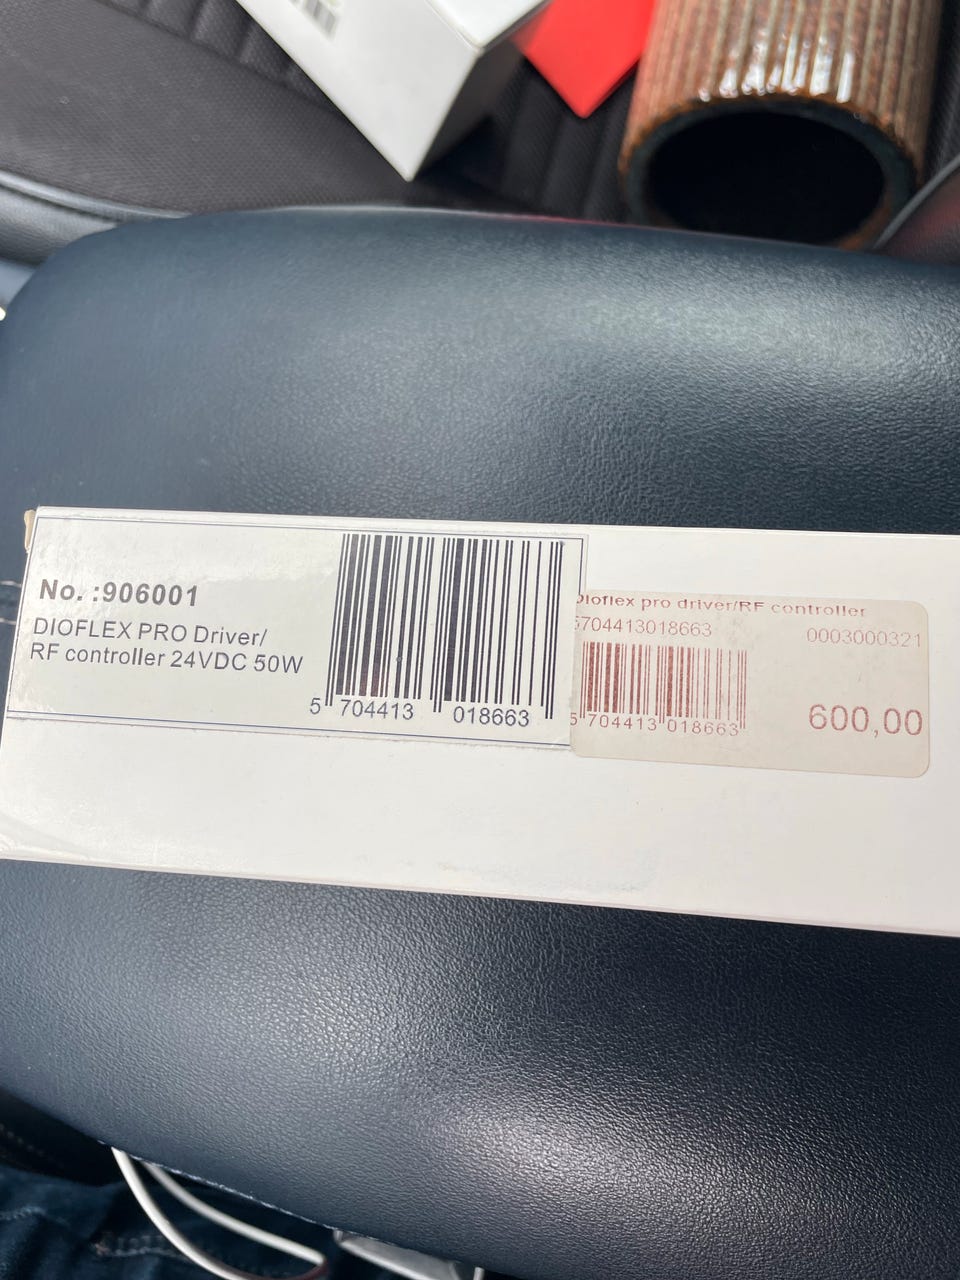 No. :906001
DIOFLEX PRO Driver/
RF controller 24VDC 50W
5 704413 018663
Dioflex pro driver/RF controller
5704413018663 0003000321
5 704413 018663
600,00